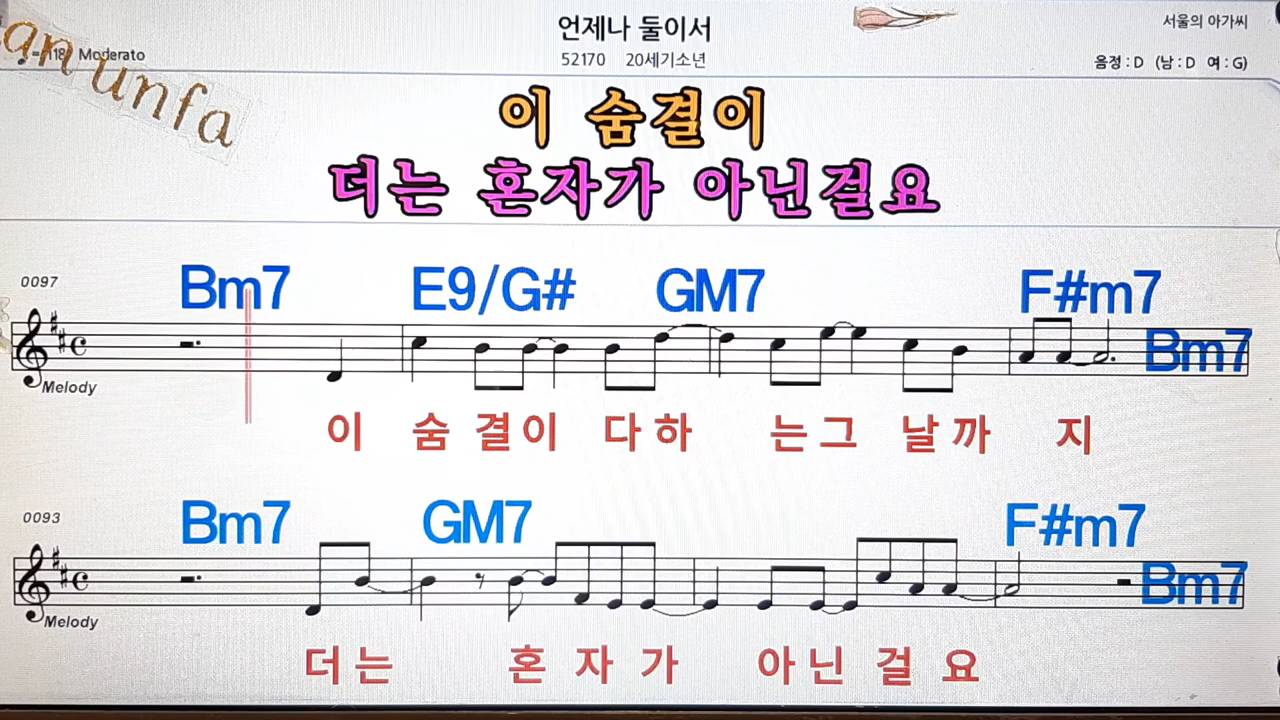 언제나 둘이서
서울의 아가씨
an unfa
Moderato
52170 20세기소년
음정 : D (남 : D 여 : G)
이 숨결이
더는 혼자가 아닌걸요
0097
Bm7 E9/G# GM7 F#m7 Bm7
Melody
이 숨 결이 다하 는그 날까 지
0093
Bm7 GM7 F#m7 Bm7
Melody
더는 혼 자 가 아닌 걸 요